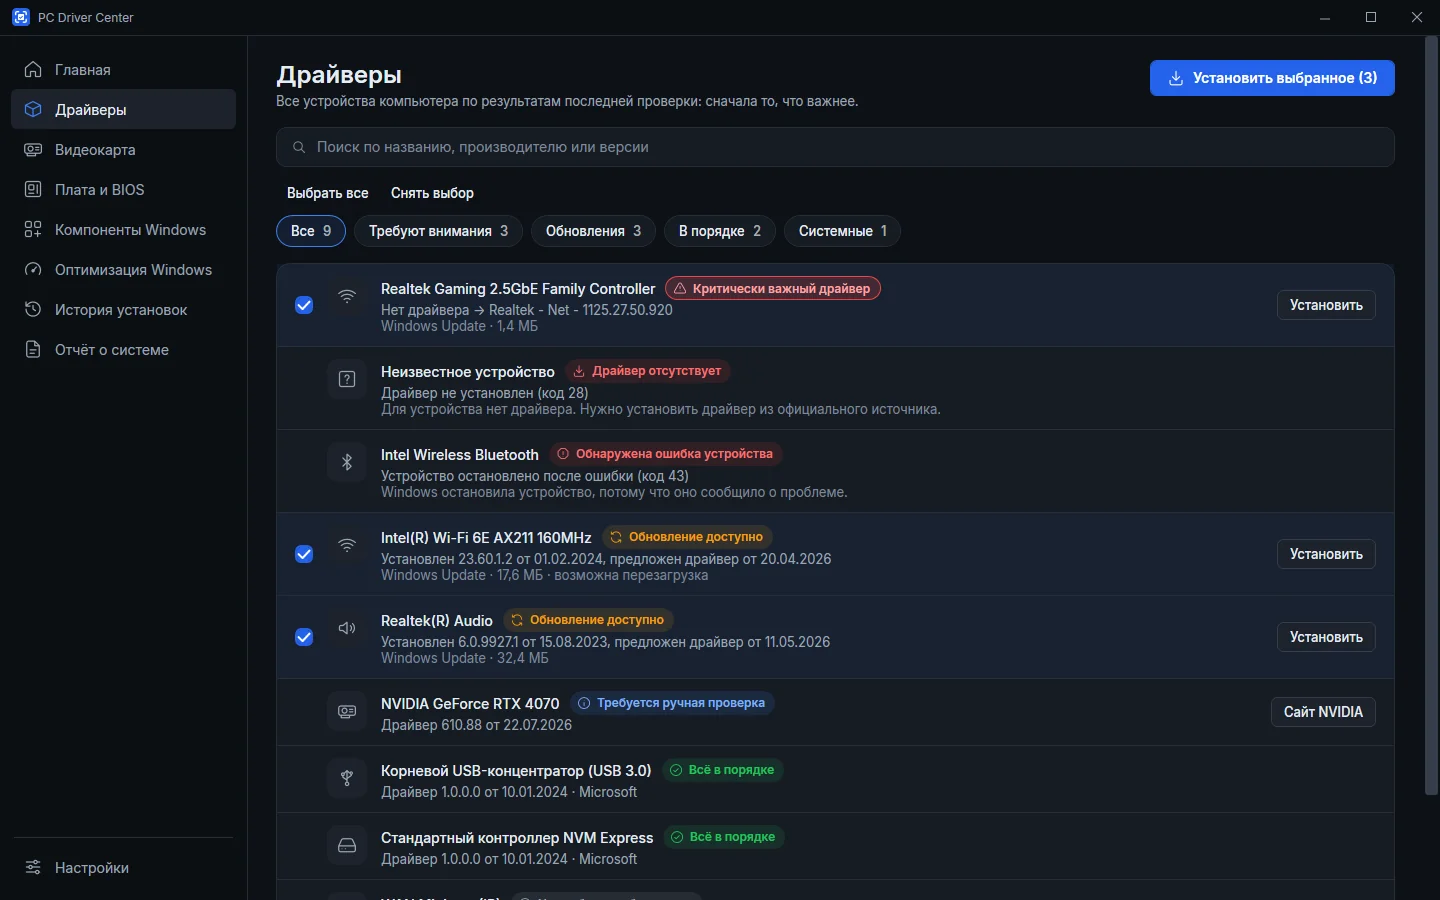 PC Driver Center
Главная
Драйверы
Видеокарта
Плата и BIOS
Компоненты Windows
Оптимизация Windows
История установок
Отчёт о системе
Настройки
Драйверы
Все устройства компьютера по результатам последней проверки: сначала то, что важнее.
Установить выбранное (3)
Поиск по названию, производителю или версии
Выбрать все Снять выбор
Все 9 Требуют внимания 3 Обновления 3 В порядке 2 Системные 1
Realtek Gaming 2.5GbE Family Controller Критически важный драйвер
Нет драйвера → Realtek - Net - 1125.27.50.920
Windows Update · 1,4 МБ
Установить
Неизвестное устройство Драйвер отсутствует
Драйвер не установлен (код 28)
Для устройства нет драйвера. Нужно установить драйвер из официального источника.
Intel Wireless Bluetooth Обнаружена ошибка устройства
Устройство остановлено после ошибки (код 43)
Windows остановила устройство, потому что оно сообщило о проблеме.
Intel(R) Wi-Fi 6E AX211 160MHz Обновление доступно
Установлен 23.60.1.2 от 01.02.2024, предложен драйвер от 20.04.2026
Windows Update · 17,6 МБ · возможна перезагрузка
Установить
Realtek(R) Audio Обновление доступно
Установлен 6.0.9927.1 от 15.08.2023, предложен драйвер от 11.05.2026
Windows Update · 32,4 МБ
Установить
NVIDIA GeForce RTX 4070 Требуется ручная проверка
Драйвер 610.88 от 22.07.2026
Сайт NVIDIA
Корневой USB-концентратор (USB 3.0) Всё в порядке
Драйвер 1.0.0.0 от 10.01.2024 · Microsoft
Стандартный контроллер NVM Express Всё в порядке
Драйвер 1.0.0.0 от 10.01.2024 · Microsoft